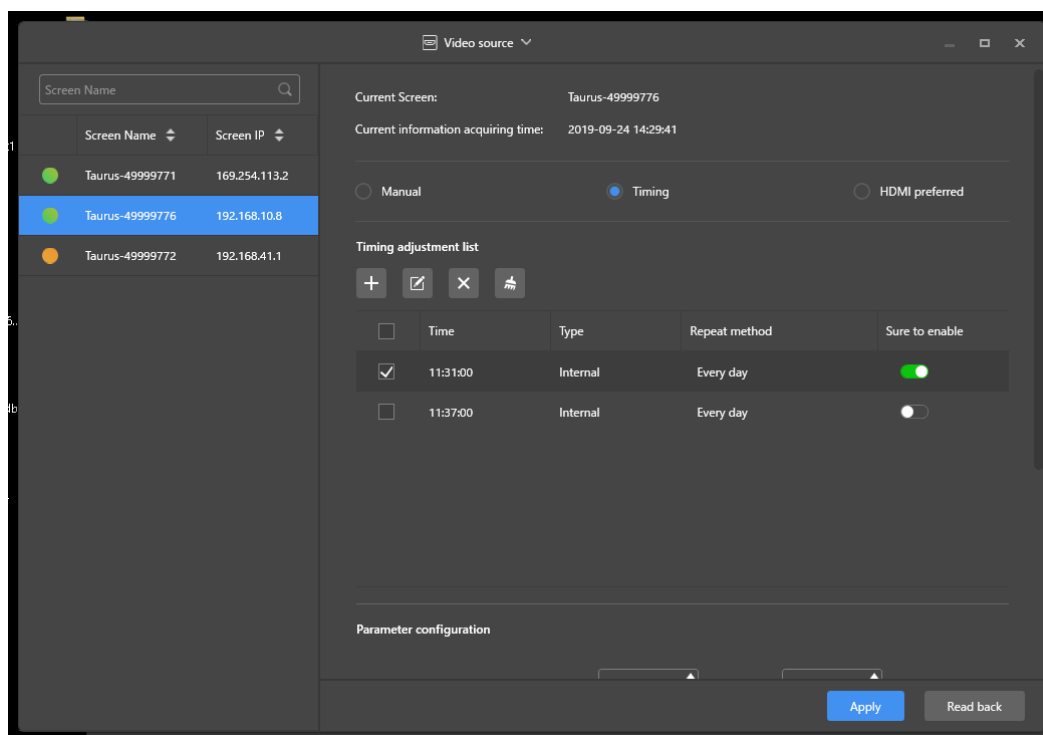 Video source
Screen Name
Screen Name Screen IP
Taurus-49999771 169.254.113.2
Taurus-49999776 192.168.10.8
Taurus-49999772 192.168.41.1
Current Screen: Taurus-49999776
Current information acquiring time: 2019-09-24 14:29:41
Manual Timing HDMI preferred
Timing adjustment list
Time Type Repeat method Sure to enable
11:31:00 Internal Every day
11:37:00 Internal Every day
Parameter configuration
Apply Read back